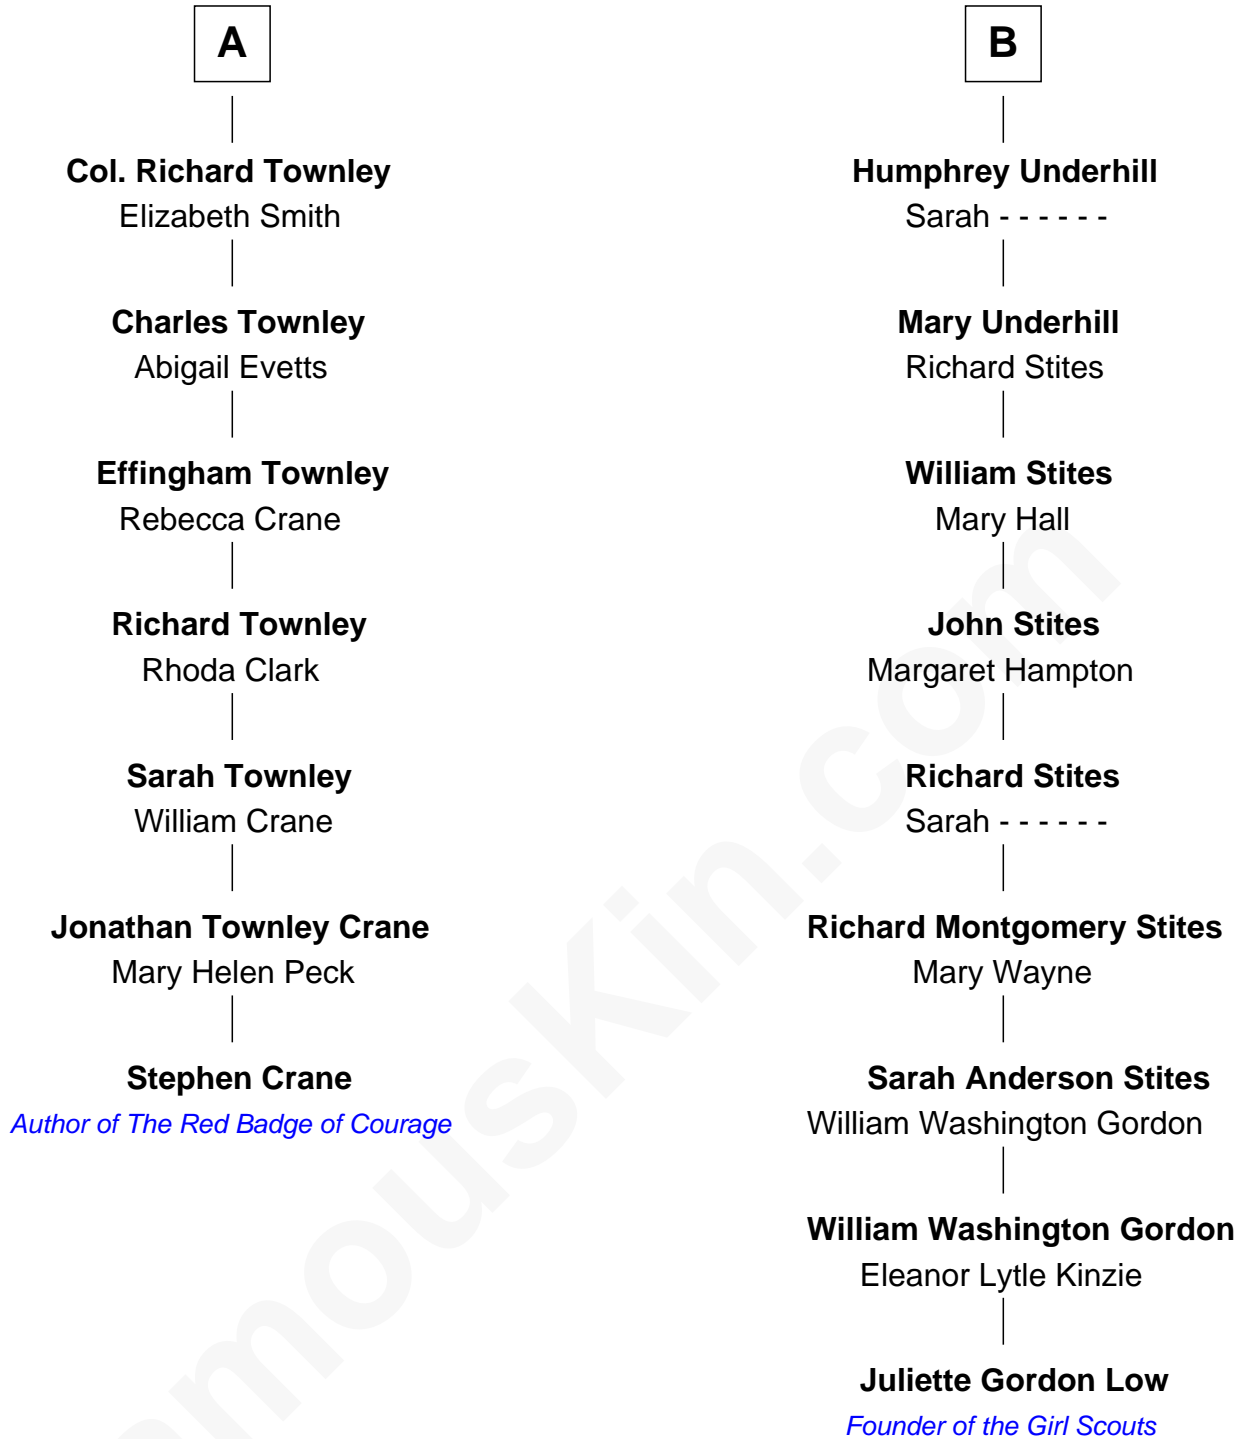 A
Col. Richard Townley
Elizabeth Smith
Charles Townley
Abigail Evetts
Effingham Townley
Rebecca Crane
Richard Townley
Rhoda Clark
Sarah Townley
William Crane
Jonathan Townley Crane
Mary Helen Peck
Stephen Crane
Author of The Red Badge of Courage
B
Humphrey Underhill
Sarah - - - - - -
Mary Underhill
Richard Stites
William Stites
Mary Hall
John Stites
Margaret Hampton
Richard Stites
Sarah - - - - - -
Richard Montgomery Stites
Mary Wayne
Sarah Anderson Stites
William Washington Gordon
William Washington Gordon
Eleanor Lytle Kinzie
Juliette Gordon Low
Founder of the Girl Scouts
amousKin.com